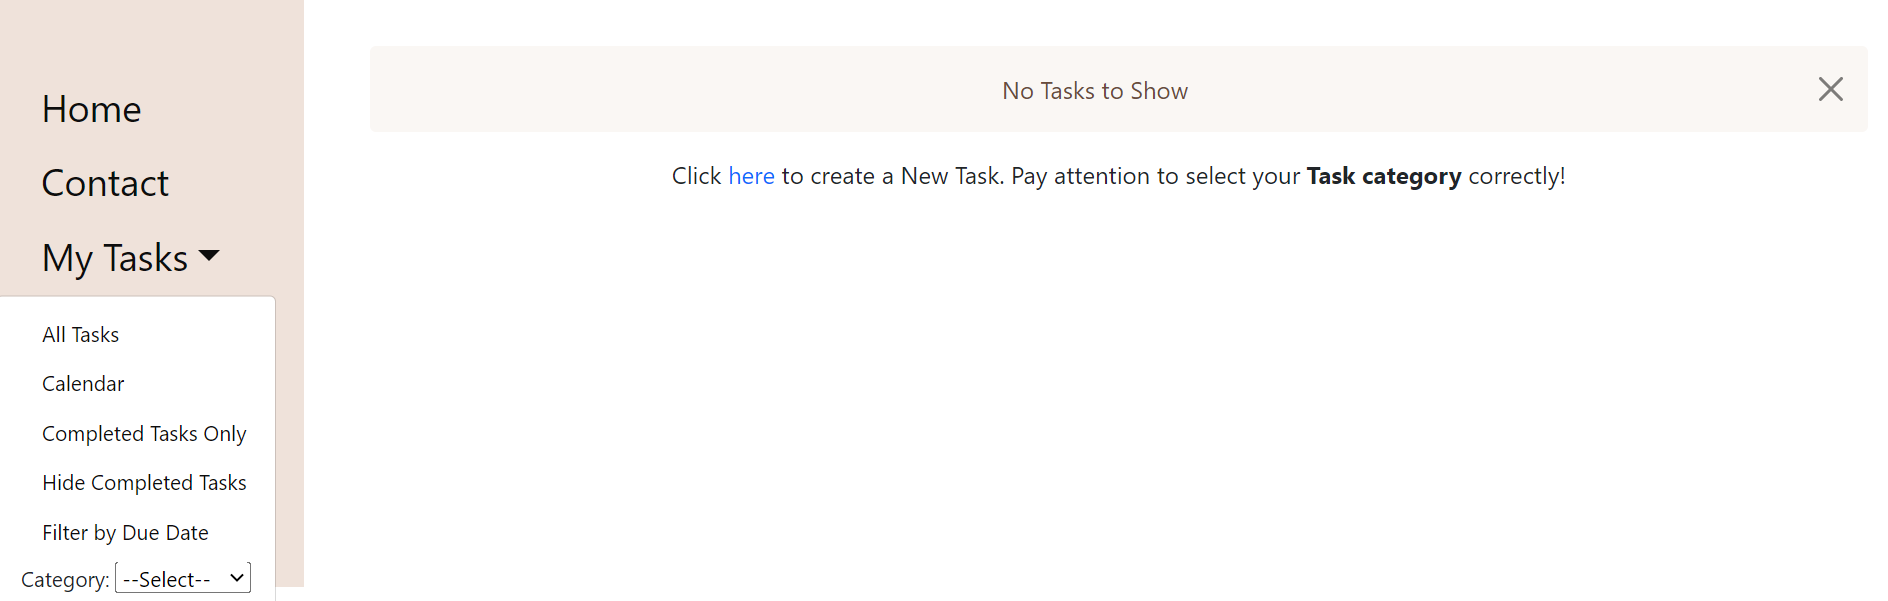 Home
Contact
My Tasks
All Tasks
Calendar
Completed Tasks Only
Hide Completed Tasks
Filter by Due Date
Category: --Select--
No Tasks to Show
Click here to create a New Task. Pay attention to select your Task category correctly!